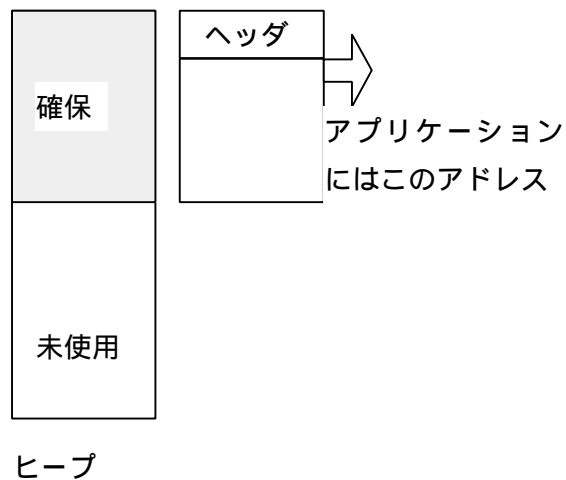 ヘッダ
確保
アプリケーション
にはこのアドレス
未使用
ヒープ